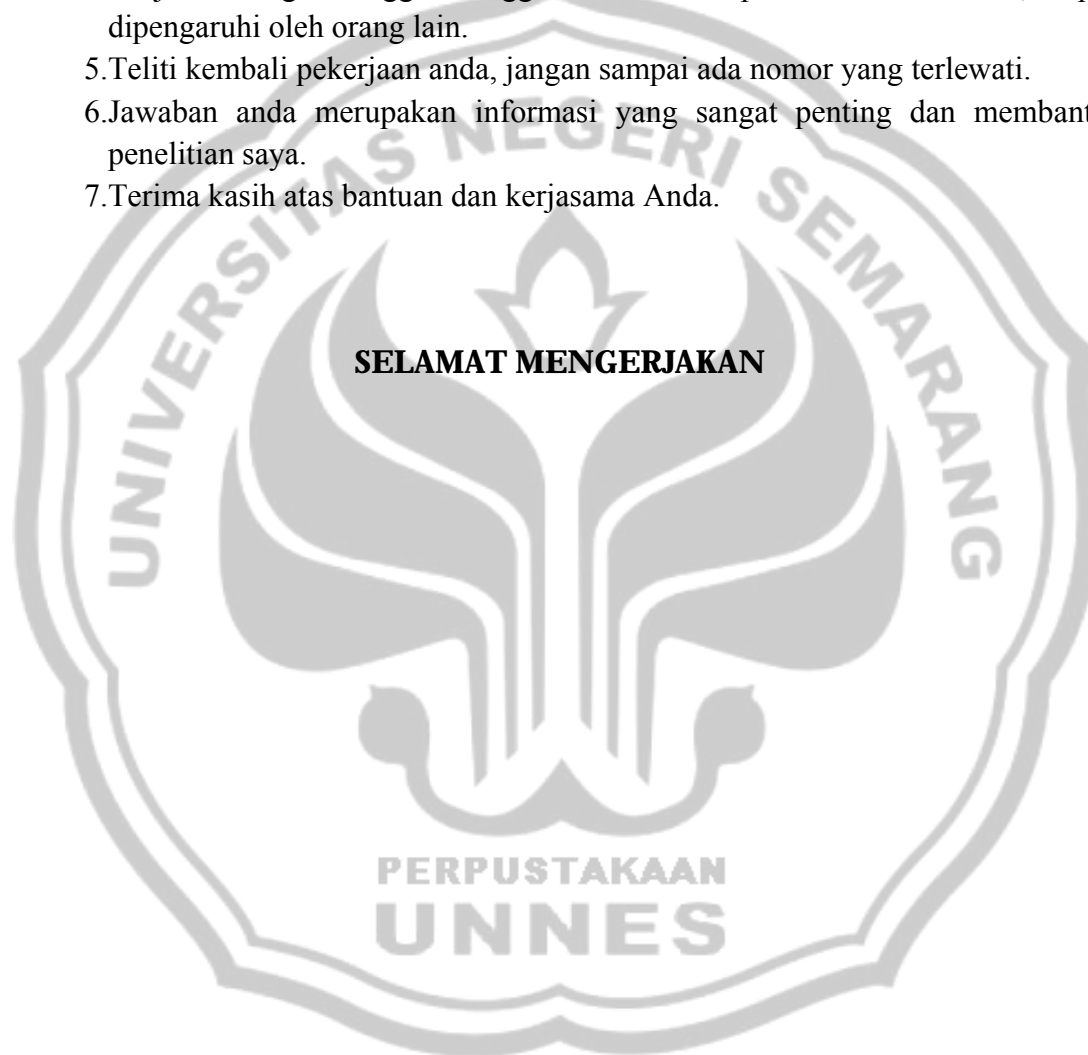 dipengaruhi oleh orang lain.
5.Teliti kembali pekerjaan anda, jangan sampai ada nomor yang terlewati.
6.Jawaban anda merupakan informasi yang sangat penting dan membant
penelitian saya.
7.Terima kasih atas bantuan dan kerjasama Anda.
SELAMAT MENGERJAKAN
UNIVERSITAS NEGERI SEMARANG
PERPUSTAKAAN
UNNES